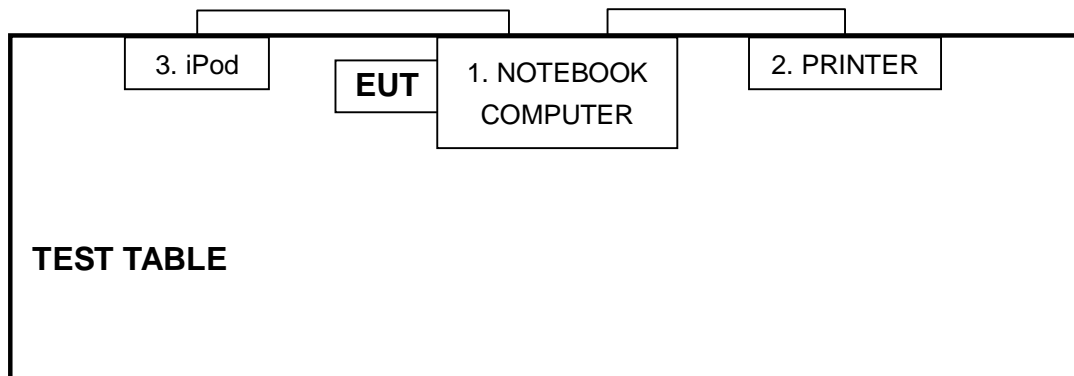 3. iPod
EUT
1. NOTEBOOK
COMPUTER
2. PRINTER
TEST TABLE